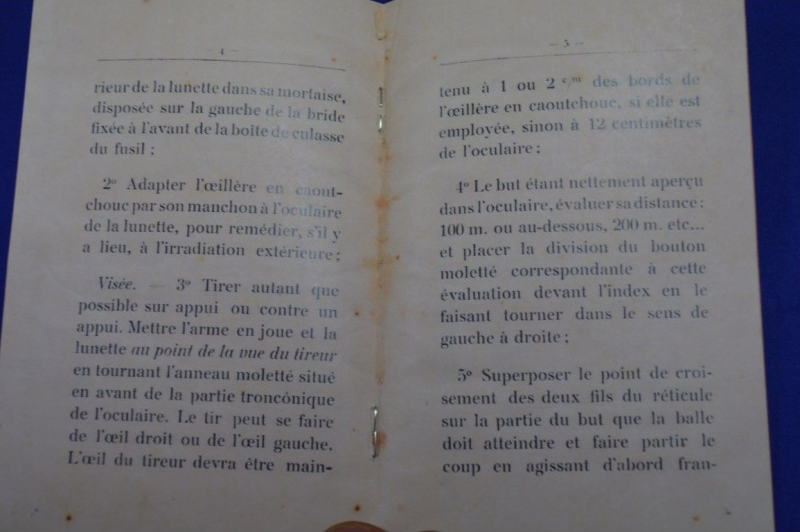 — 4 —
rieur de la lunette dans sa mortaise,
disposée sur la gauche de la bride
fixée à l'avant de la boîte de culasse
du fusil ;
2º Adapter l'œillère en caout-
chouc par son manchon à l'oculaire
de la lunette, pour remédier, s'il y
a lieu, à l'irradiation extérieure ;
Visée. — 3º Tirer autant que
possible sur appui ou contre un
appui. Mettre l'arme en joue et la
lunette au point de la vue du tireur
en tournant l'anneau moletté situé
en avant de la partie tronconique
de l'oculaire. Le tir peut se faire
de l'œil droit ou de l'œil gauche.
L'œil du tireur devra être main-
— 5 —
tenu à 1 ou 2 c/m des bords de
l'œillère en caoutchouc, si elle est
employée, sinon à 12 centimètres
de l'oculaire ;
4º Le but étant nettement aperçu
dans l'oculaire, évaluer sa distance :
100 m. ou au-dessous, 200 m. etc...
et placer la division du bouton
moletté correspondante à cette
évaluation devant l'index en le
faisant tourner dans le sens de
gauche à droite ;
5º Superposer le point de croi-
sement des deux fils du réticule
sur la partie du but que la balle
doit atteindre et faire partir le
coup en agissant d'abord fran-